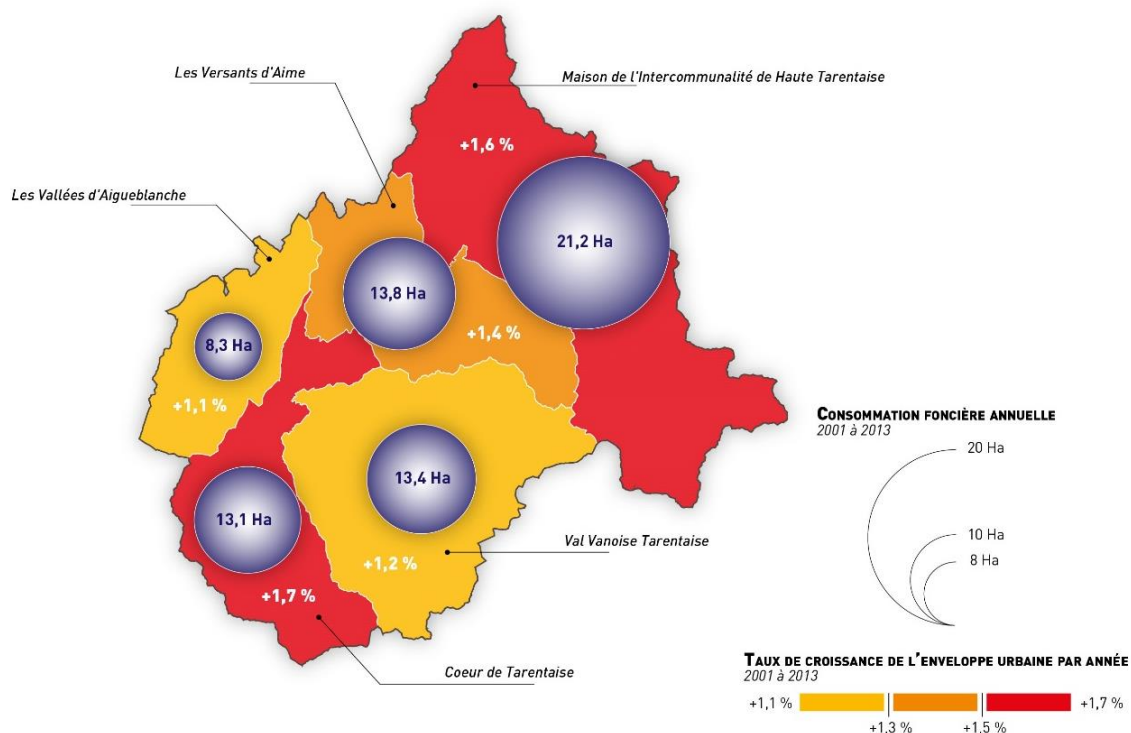 Les Versants d'Aime
Maison de l'Intercommunalité de Haute Tarentaise
+1,6 %
Les Vallées d'Aigueblanche
21,2 Ha
13,8 Ha
+1,4 %
8,3 Ha
+1,1 %
13,4 Ha
13,1 Ha
Val Vanoise Tarentaise
+1,2 %
+1,7 %
Coeur de Tarentaise
CONSOMMATION FONCIÈRE ANNUELLE
2001 à 2013
20 Ha
10 Ha
8 Ha
TAUX DE CROISSANCE DE L'ENVELOPPE URBAINE PAR ANNÉE
2001 à 2013
+1,1 %
+1,7 %
+1,3 %
+1,5 %